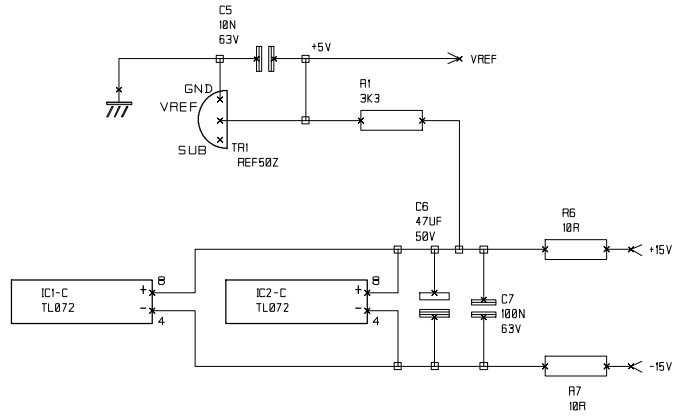 C5
10N
63V
+5V
VREF
GND
VREF
SUB
TR1
REF50Z
R1
3K3
C6
47UF
50V
R6
10R
+15V
IC1-C
TL072
+
-
8
4
IC2-C
TL072
+
-
8
4
C7
100N
63V
-15V
R7
10R